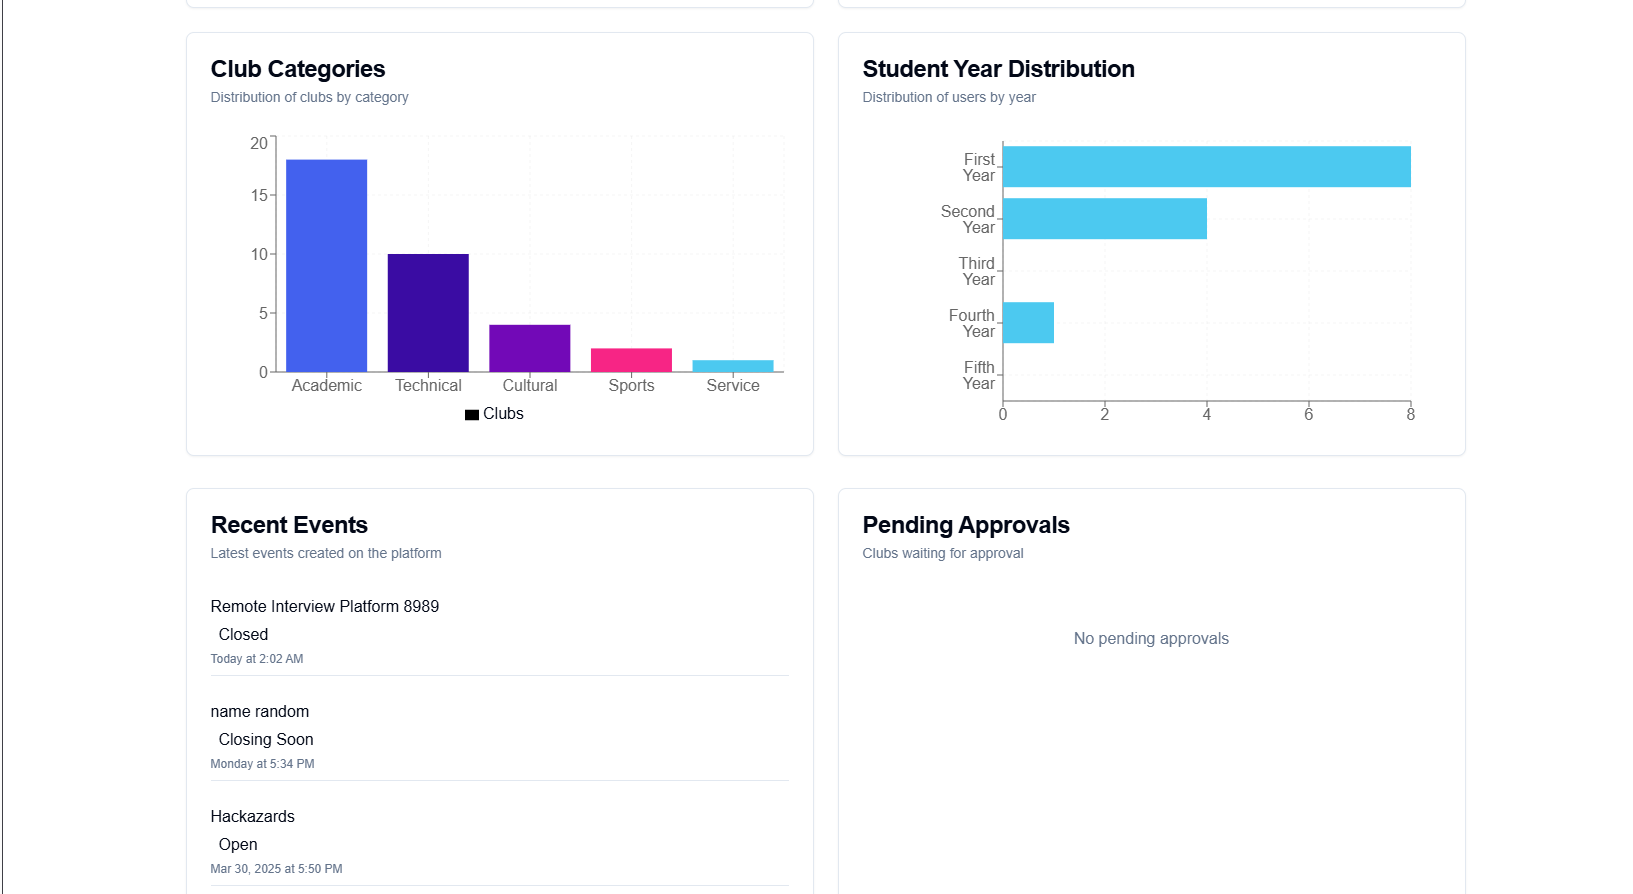 Club Categories
Distribution of clubs by category
20
15
10
5
0
Academic Technical Cultural Sports Service
Clubs
Student Year Distribution
Distribution of users by year
First
Year
Second
Year
Third
Year
Fourth
Year
Fifth
Year
0 2 4 6 8
Recent Events
Latest events created on the platform
Remote Interview Platform 8989
Closed
Today at 2:02 AM
name random
Closing Soon
Monday at 5:34 PM
Hackazards
Open
Mar 30, 2025 at 5:50 PM
Pending Approvals
Clubs waiting for approval
No pending approvals